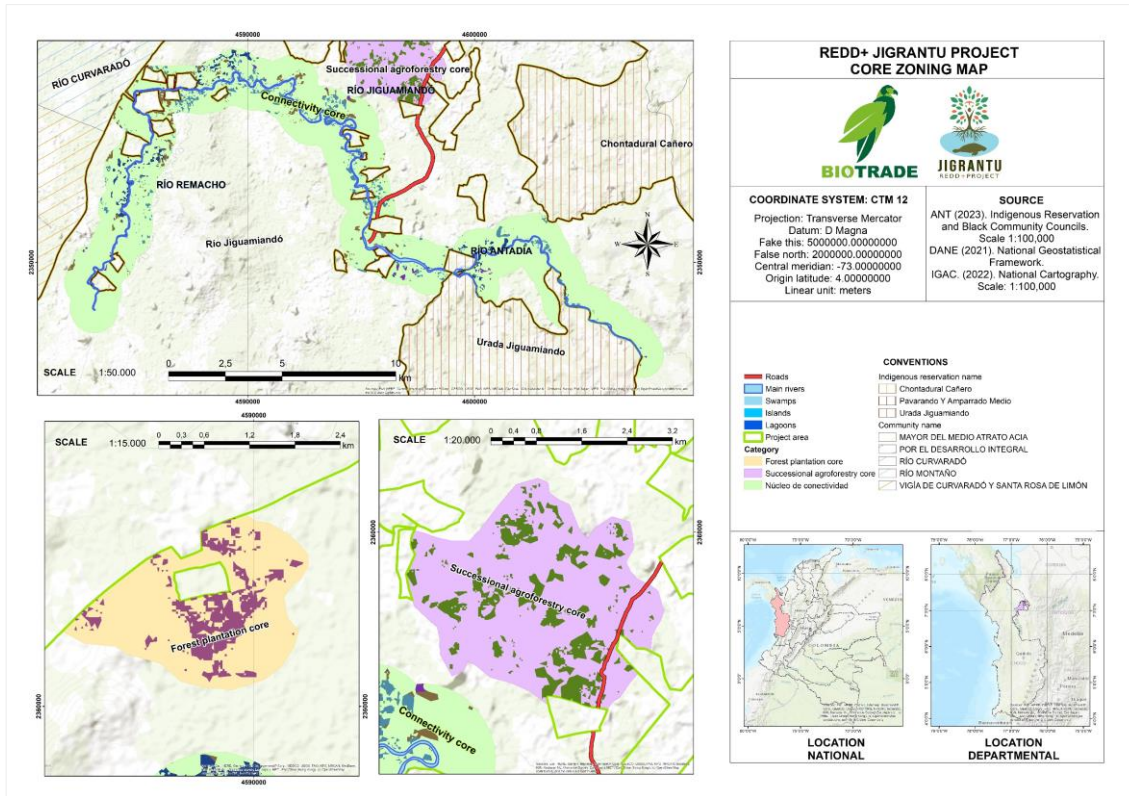 4590000
4600000
RÍO CURVARADÓ
Successional agroforestry core
RÍO JIGUAMIANDÓ
Connectivity core
Chontadural Cañero
RÍO REMACHO
Río Jiguamiandó
RÍO ANTADÍA
N
W
E
S
2350000
2350000
Urada Jiguamiando
SCALE 1:50.000
0 2,5 5 10
km
4590000
4600000
4590000
SCALE 1:15.000
0 0,3 0,6 1,2 1,8 2,4
km
Forest plantation core
2360000
4590000
SCALE 1:20.000
0 0,4 0,8 1,6 2,4 3,2
km
2360000
Successional agroforestry core
Connectivity core
REDD+ JIGRANTU PROJECT
CORE ZONING MAP
BIOTRADE
JIGRANTU
REDD+PROJECT
COORDINATE SYSTEM: CTM 12
Projection: Transverse Mercator
Datum: D Magna
Fake this: 5000000.00000000
False north: 2000000.00000000
Central meridian: -73.00000000
Origin latitude: 4.00000000
Linear unit: meters
SOURCE
ANT (2023). Indigenous Reservation
and Black Community Councils.
Scale 1:100,000
DANE (2021). National Geostatistical
Framework.
IGAC. (2022). National Cartography.
Scale: 1:100,000
CONVENTIONS
Roads
Main rivers
Swamps
Islands
Lagoons
Project area
Category
Forest plantation core
Successional agroforestry core
Núcleo de conectividad
Indigenous reservation name
Chontadural Cañero
Pavarando Y Amparrado Medio
Urada Jiguamiando
Community name
MAYOR DEL MEDIO ATRATO ACIA
POR EL DESARROLLO INTEGRAL
RÍO CURVARADÓ
RÍO MONTAÑO
VIGÍA DE CURVARADÓ Y SANTA ROSA DE LIMÓN
COLOMBIA
LOCATION
NATIONAL
LOCATION
DEPARTMENTAL